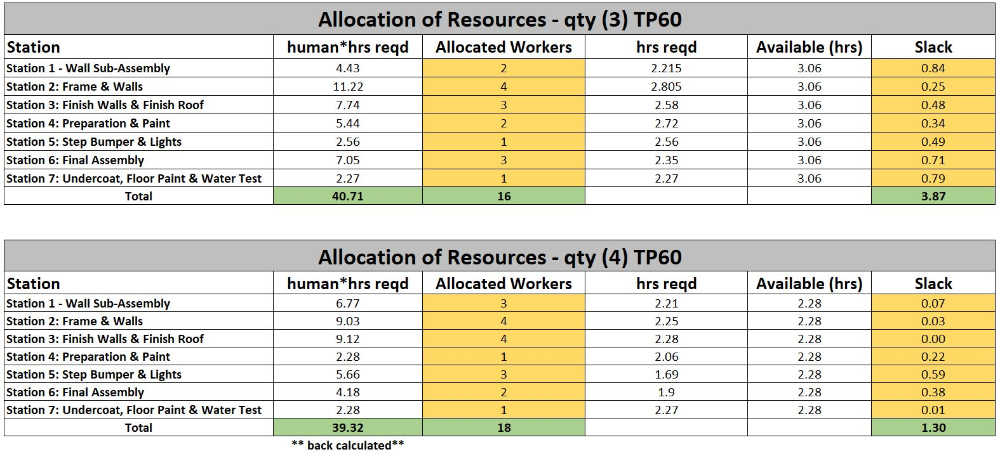 Allocation of Resources - qty (3) TP60
Station human*hrs reqd Allocated Workers hrs reqd Available (hrs) Slack
Station 1 - Wall Sub-Assembly 4.43 2 2.215 3.06 0.84
Station 2: Frame & Walls 11.22 4 2.805 3.06 0.25
Station 3: Finish Walls & Finish Roof 7.74 3 2.58 3.06 0.48
Station 4: Preparation & Paint 5.44 2 2.72 3.06 0.34
Station 5: Step Bumper & Lights 2.56 1 2.56 3.06 0.49
Station 6: Final Assembly 7.05 3 2.35 3.06 0.71
Station 7: Undercoat, Floor Paint & Water Test 2.27 1 2.27 3.06 0.79
Total 40.71 16 3.87
Allocation of Resources - qty (4) TP60
Station human*hrs reqd Allocated Workers hrs reqd Available (hrs) Slack
Station 1 - Wall Sub-Assembly 6.77 3 2.21 2.28 0.07
Station 2: Frame & Walls 9.03 4 2.25 2.28 0.03
Station 3: Finish Walls & Finish Roof 9.12 4 2.28 2.28 0.00
Station 4: Preparation & Paint 2.28 1 2.06 2.28 0.22
Station 5: Step Bumper & Lights 5.66 3 1.69 2.28 0.59
Station 6: Final Assembly 4.18 2 1.9 2.28 0.38
Station 7: Undercoat, Floor Paint & Water Test 2.28 1 2.27 2.28 0.01
Total 39.32 18 1.30
** back calculated**